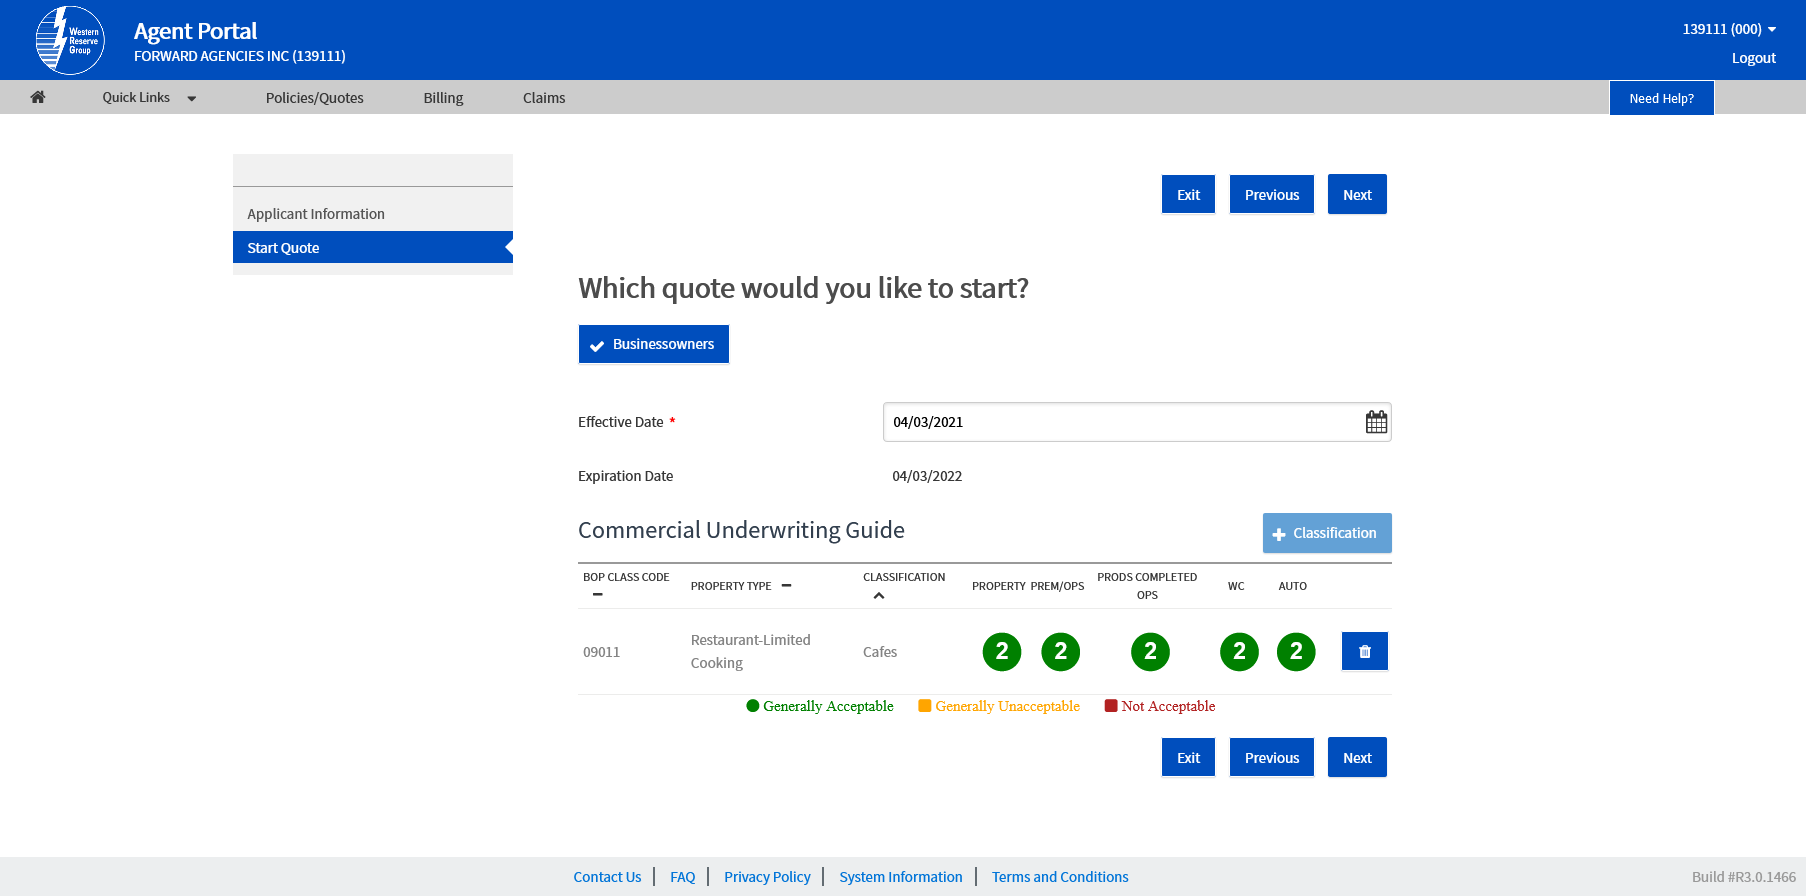 Western
Reserve
Group
Agent Portal
FORWARD AGENCIES INC (139111)
139111 (000)
Logout
Quick Links
Policies/Quotes
Billing
Claims
Need Help?
Applicant Information
Start Quote
Exit
Previous
Next
Which quote would you like to start?
Businessowners
Effective Date *
04/03/2021
Expiration Date
04/03/2022
Commercial Underwriting Guide
Classification
BOP CLASS CODE
PROPERTY TYPE
CLASSIFICATION
PROPERTY
PREM/OPS
PRODS COMPLETED
OPS
WC
AUTO
09011
Restaurant-Limited
Cooking
Cafes
2
2
2
2
2
Generally Acceptable
Generally Unacceptable
Not Acceptable
Exit
Previous
Next
Contact Us
FAQ
Privacy Policy
System Information
Terms and Conditions
Build #R3.0.1466